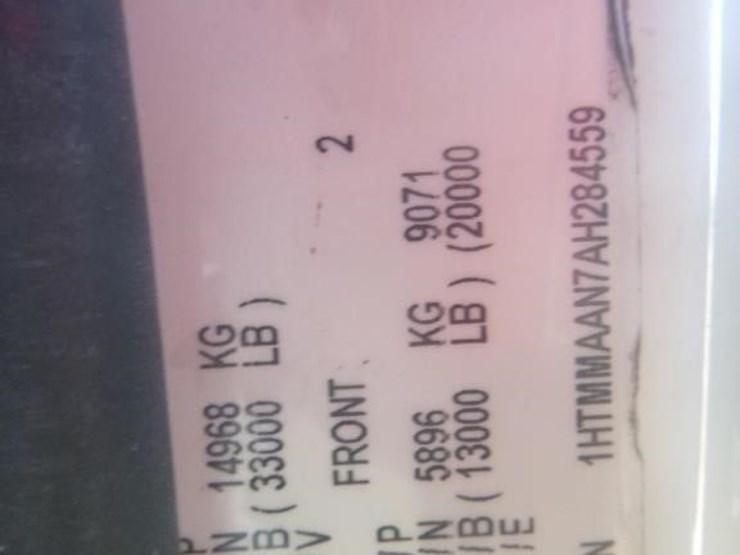 P
N 14968 KG
B ( 33000 LB )
V
FRONT 2
/P
/N 5896 KG 9071
/B ( 13000 LB ) (20000
/E
N 1HTMMAAN7AH284559